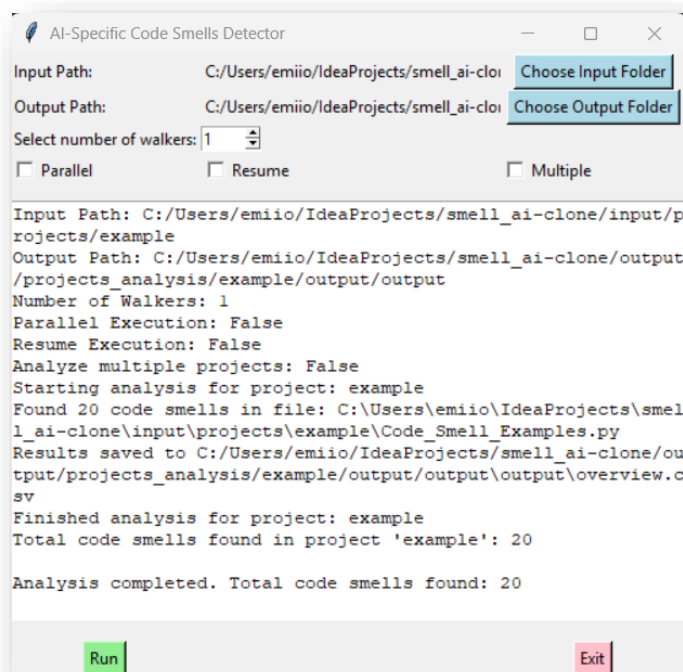 AI-Specific Code Smells Detector
Input Path: C:/Users/emiio/IdeaProjects/smell_ai-clo Choose Input Folder
Output Path: C:/Users/emiio/IdeaProjects/smell_ai-clo Choose Output Folder
Select number of walkers: 1
Parallel Resume Multiple
Input Path: C:/Users/emiio/IdeaProjects/smell_ai-clone/input/p
rojects/example
Output Path: C:/Users/emiio/IdeaProjects/smell_ai-clone/output
/projects_analysis/example/output/output
Number of Walkers: 1
Parallel Execution: False
Resume Execution: False
Analyze multiple projects: False
Starting analysis for project: example
Found 20 code smells in file: C:\Users\emiio\IdeaProjects\smel
l_ai-clone\input\projects\example\Code_Smell_Examples.py
Results saved to C:/Users/emiio/IdeaProjects/smell_ai-clone/ou
tput/projects_analysis/example/output/output\output\overview.c
sv
Finished analysis for project: example
Total code smells found in project 'example': 20
Analysis completed. Total code smells found: 20
Run Exit